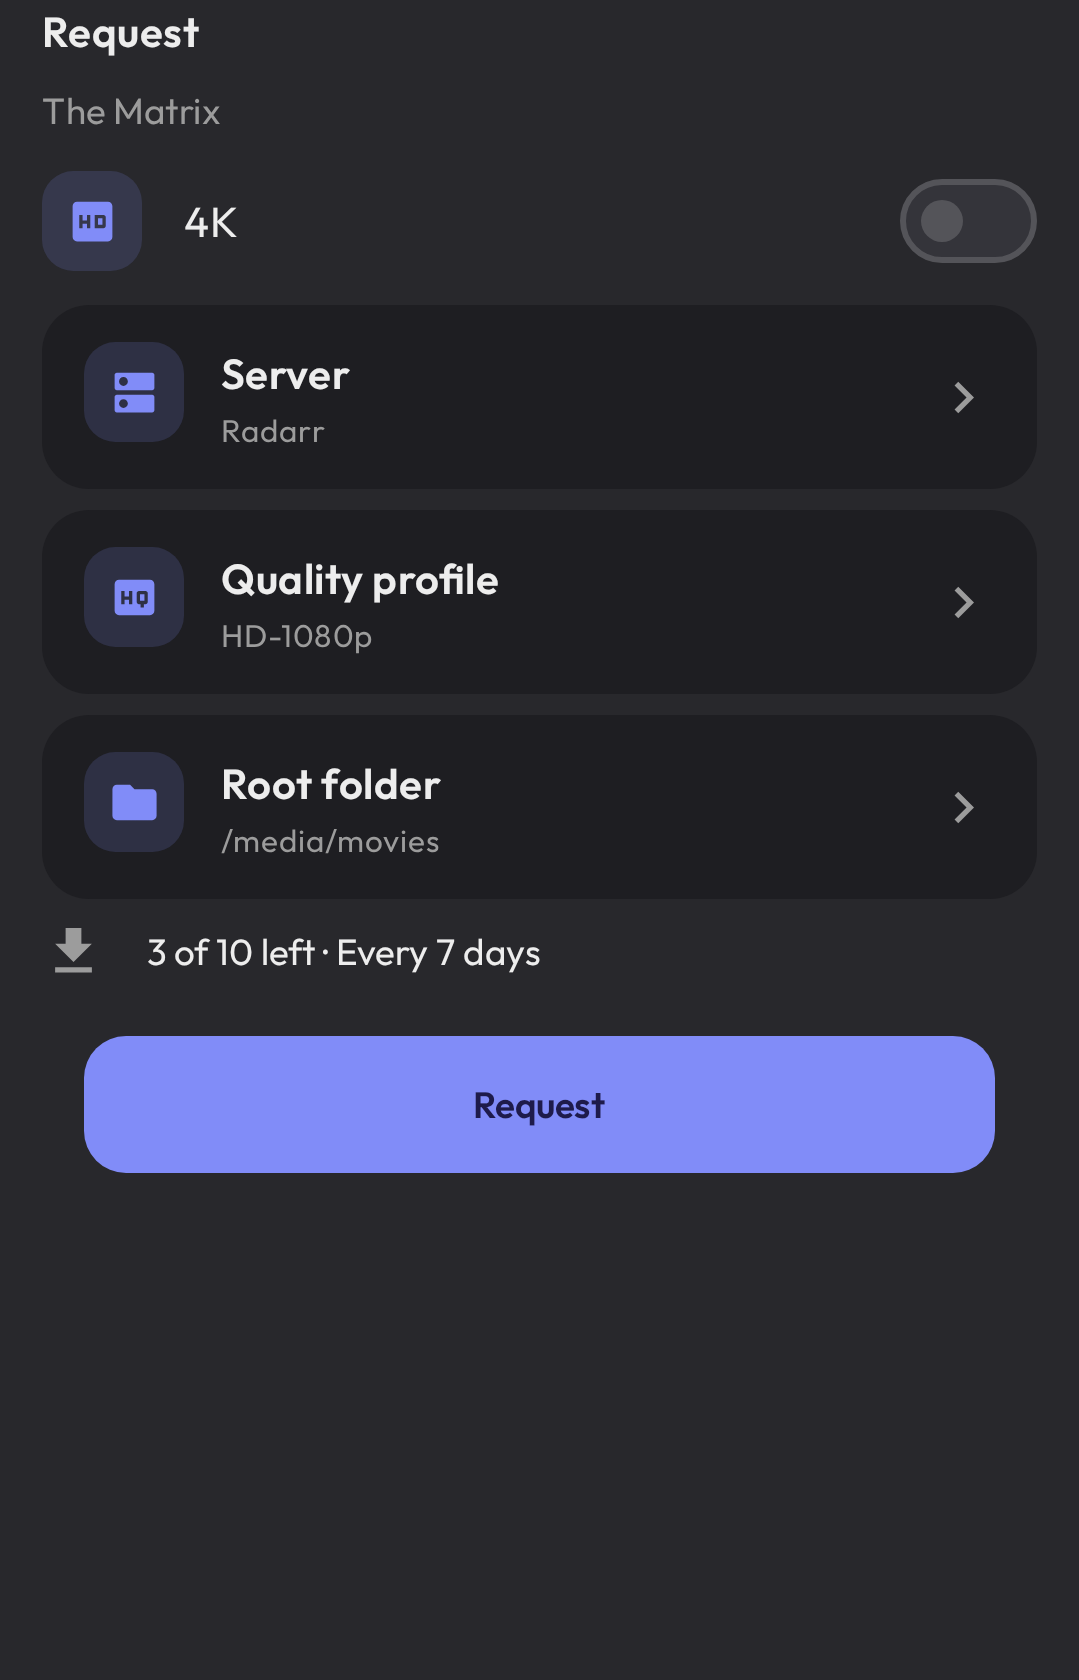 Request
The Matrix
HD
4K
Server
Radarr
HQ
Quality profile
HD-1080p
Root folder
/media/movies
3 of 10 left · Every 7 days
Request